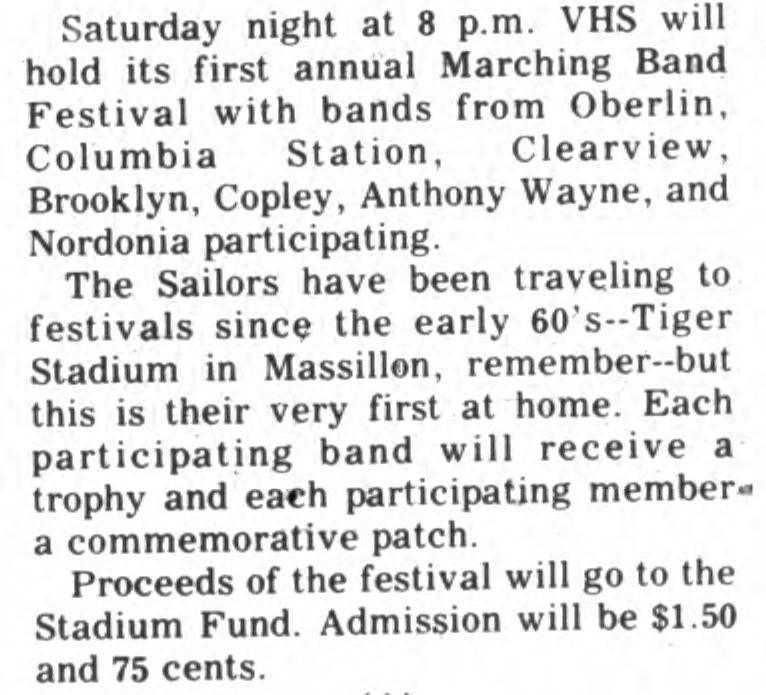 Saturday night at 8 p.m. VHS will
hold its first annual Marching Band
Festival with bands from Oberlin,
Columbia Station, Clearview,
Brooklyn, Copley, Anthony Wayne, and
Nordonia participating.
The Sailors have been traveling to
festivals since the early 60's--Tiger
Stadium in Massillon, remember--but
this is their very first at home. Each
participating band will receive a
trophy and each participating member-
a commemorative patch.
Proceeds of the festival will go to the
Stadium Fund. Admission will be $1.50
and 75 cents.